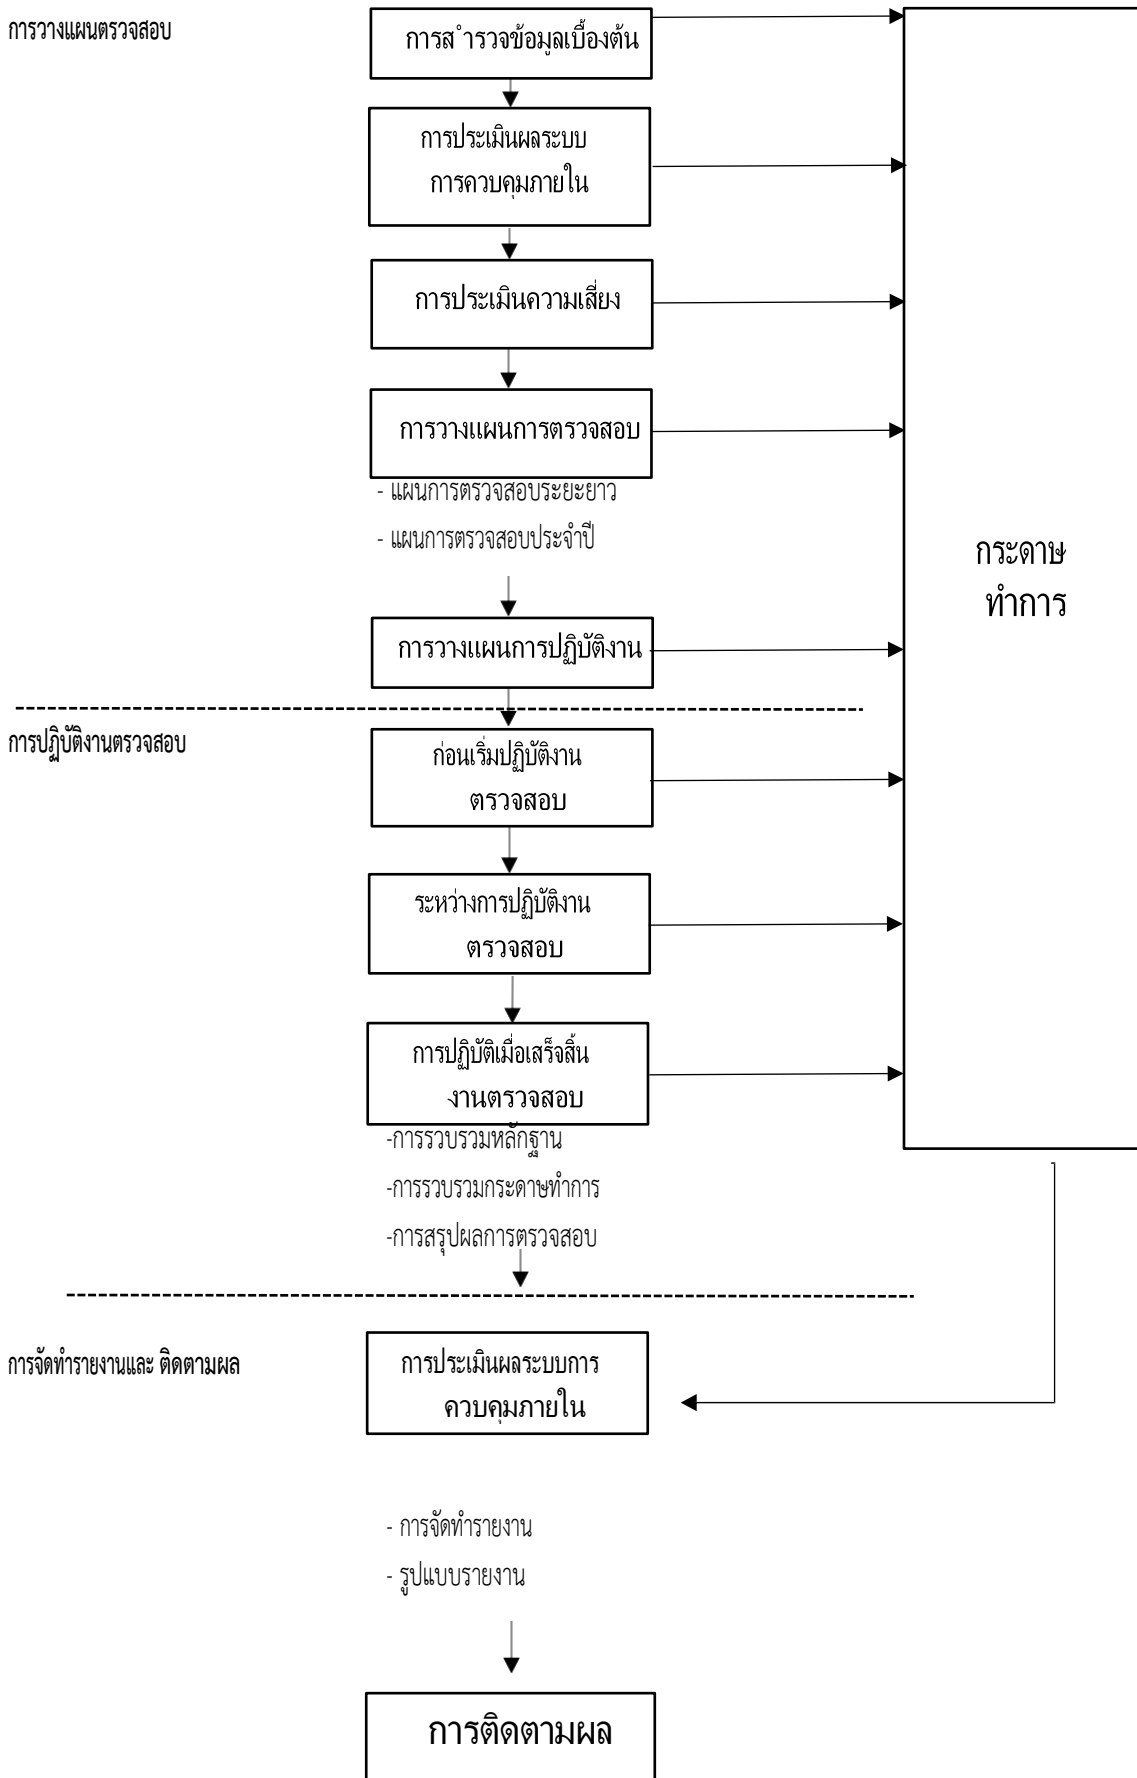 การวางแผนตรวจสอบ
การสำรวจข้อมูลเบื้องต้น
การประเมินผลระบบ
การควบคุมภายใน
การประเมินความเสี่ยง
การวางแผนการตรวจสอบ
- แผนการตรวจสอบระยะยาว
- แผนการตรวจสอบประจำปี
กระดาษ
ทำการ
การวางแผนการปฏิบัติงาน
การปฏิบัติงานตรวจสอบ
ก่อนเริ่มปฏิบัติงาน
ตรวจสอบ
ระหว่างการปฏิบัติงาน
ตรวจสอบ
การปฏิบัติเมื่อเสร็จสิ้น
งานตรวจสอบ
-การรวบรวมหลักฐาน
-การรวบรวมกระดาษทำการ
-การสรุปผลการตรวจสอบ
การจัดทำรายงานและ ติดตามผล
การประเมินผลระบบการ
ควบคุมภายใน
- การจัดทำรายงาน
- รูปแบบรายงาน
การติดตามผล